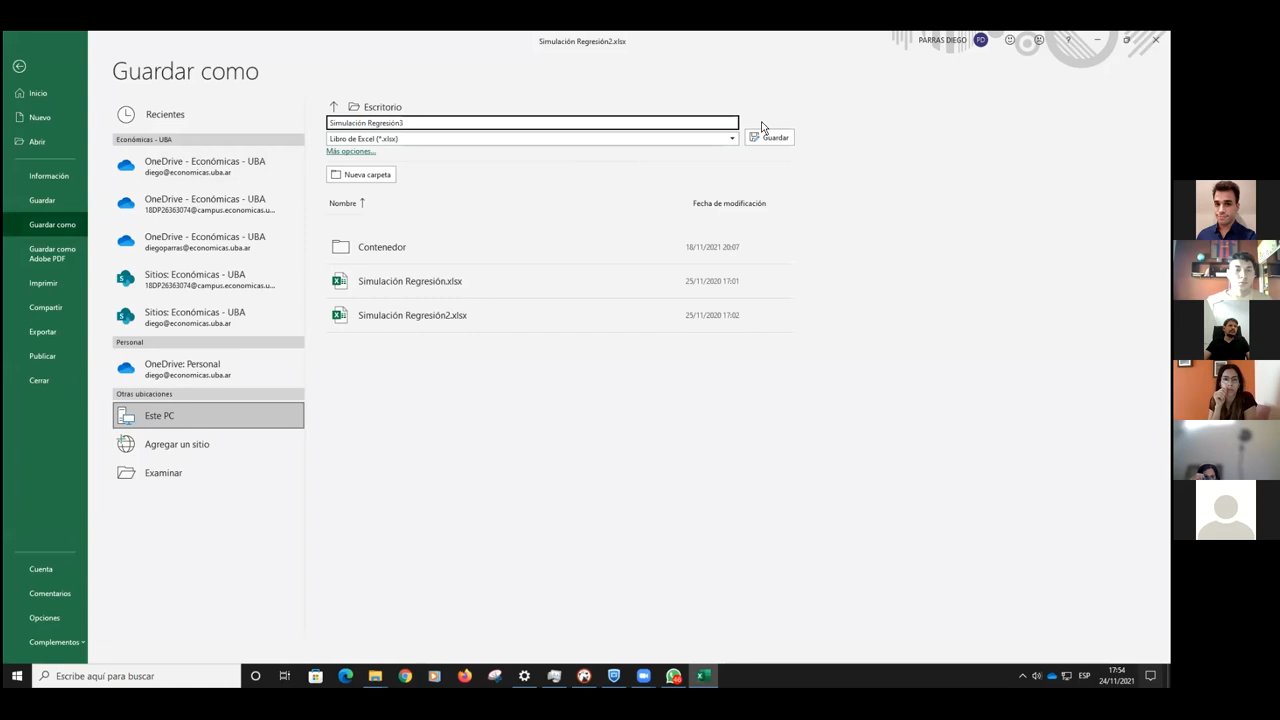 Simulación Regresión2.xlsx
PARRAS DIEGO
PD
?
Guardar como
Inicio
Nuevo
Abrir
Información
Guardar
Guardar como
Guardar como
Adobe PDF
Imprimir
Compartir
Exportar
Publicar
Cerrar
Cuenta
Comentarios
Opciones
Complementos
Recientes
Económicas - UBA
OneDrive - Económicas - UBA
diego@economicas.uba.ar
OneDrive - Económicas - UBA
18DP26363074@campus.economicas.u...
OneDrive - Económicas - UBA
diegoparras@economicas.uba.ar
Sitios: Económicas - UBA
18DP26363074@campus.economicas.u...
Sitios: Económicas - UBA
diego@economicas.uba.ar
Personal
OneDrive: Personal
diego@economicas.uba.ar
Otras ubicaciones
Este PC
Agregar un sitio
Examinar
Escritorio
Simulación Regresión3
Libro de Excel (*.xlsx)
Guardar
Más opciones...
Nueva carpeta
Nombre
Fecha de modificación
Contenedor
18/11/2021 20:07
Simulación Regresión.xlsx
25/11/2020 17:01
Simulación Regresión2.xlsx
25/11/2020 17:02
Escribe aquí para buscar
ESP
17:54
24/11/2021